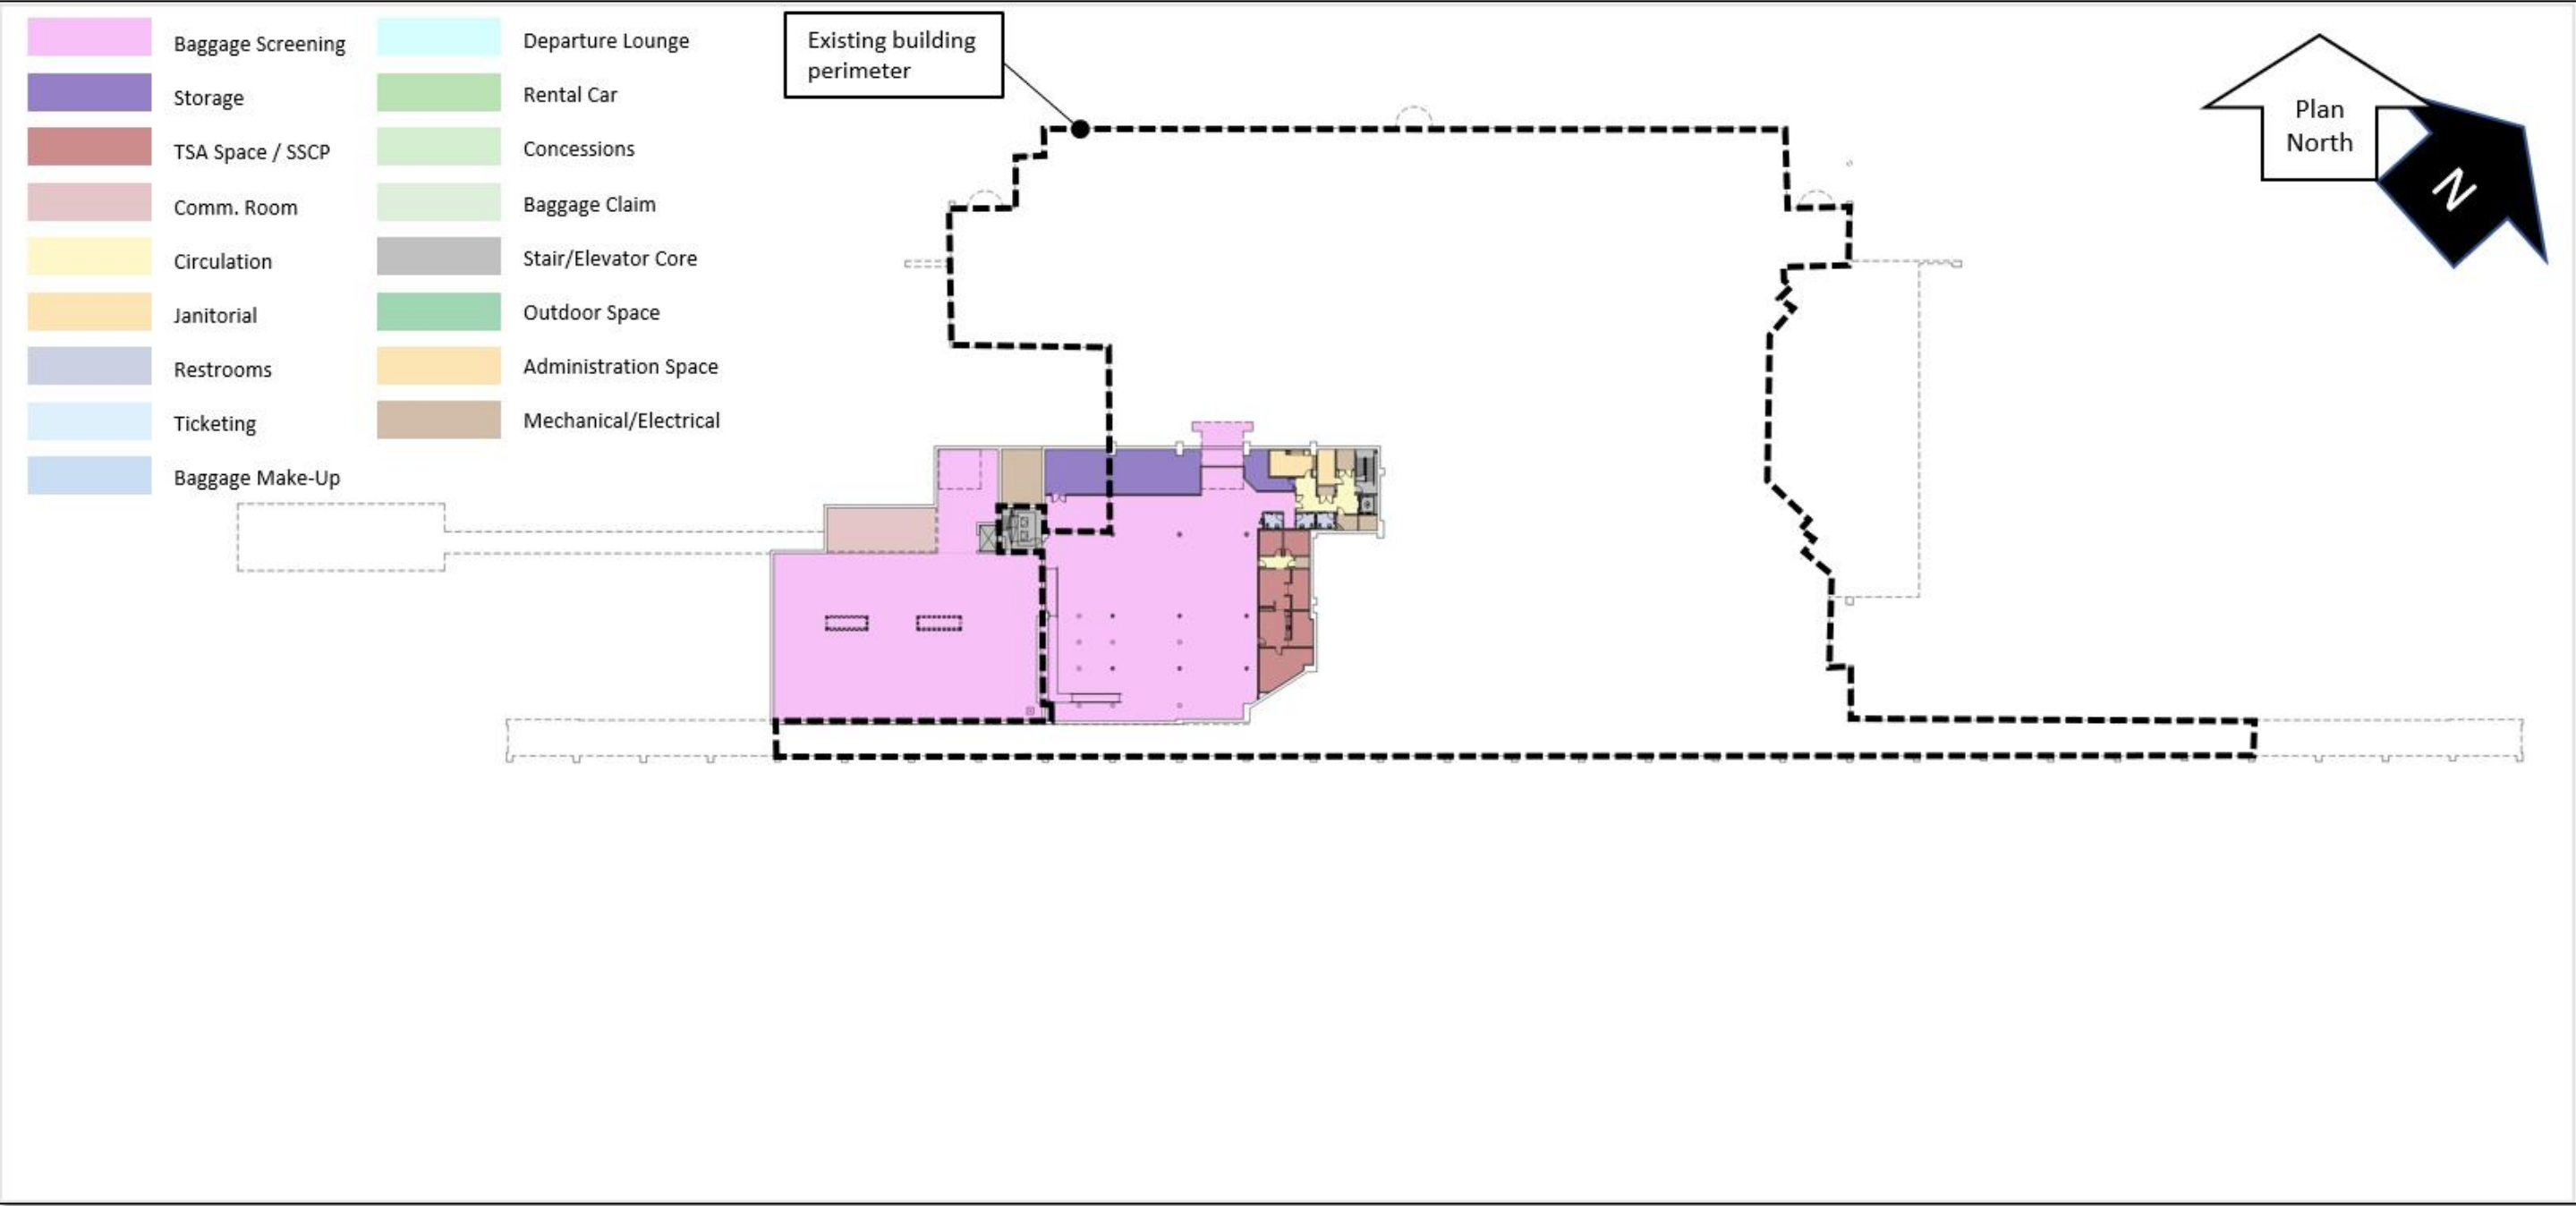 Baggage Screening
Storage
TSA Space / SSCP
Comm. Room
Circulation
Janitorial
Restrooms
Ticketing
Baggage Make-Up
Departure Lounge
Rental Car
Concessions
Baggage Claim
Stair/Elevator Core
Outdoor Space
Administration Space
Mechanical/Electrical
Existing building
perimeter
Plan
North
N